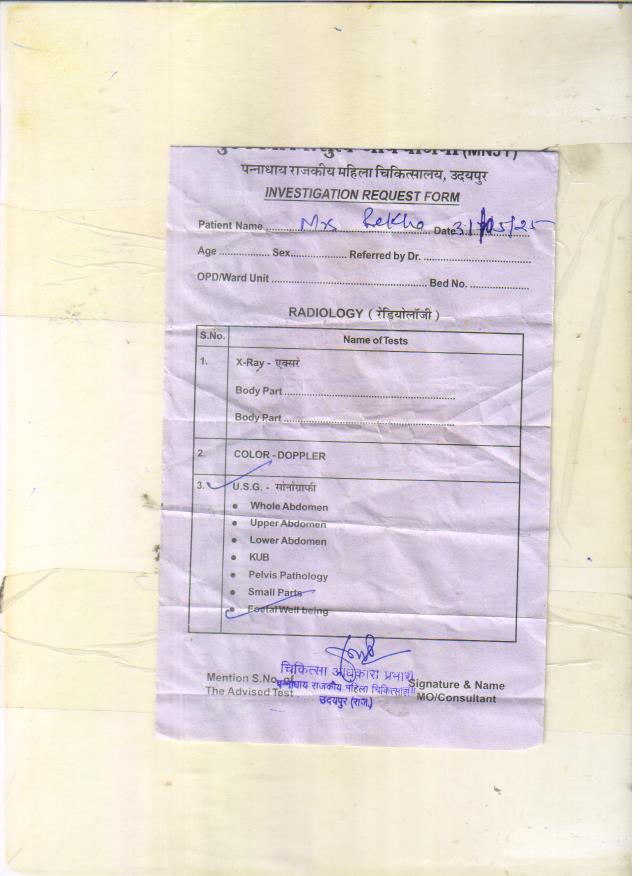 (MNJY)
पन्नाधाय राजकीय महिला चिकित्सालय, उदयपुर
INVESTIGATION REQUEST FORM
Patient Name Mrs Rekha Date 31/05/25
Age .................. Sex................... Referred by Dr. ...................................
OPD/Ward Unit .................................................... Bed No. ....................
RADIOLOGY ( रेडियोलॉजी )
S.No. Name of Tests
1. X-Ray - एक्सरे
Body Part .........................................................
Body Part .........................................................
2. COLOR - DOPPLER
3. U.S.G. - सोनोग्राफी
• Whole Abdomen
• Upper Abdomen
• Lower Abdomen
• KUB
• Pelvis Pathology
• Small Parts
• Foetal Well being
चिकित्सा अधिकारी प्रभारी
Mention S.No. of पन्नाधाय राजकीय महिला चिकित्सालय Signature & Name
The Advised Test उदयपुर (राज.) MO/Consultant